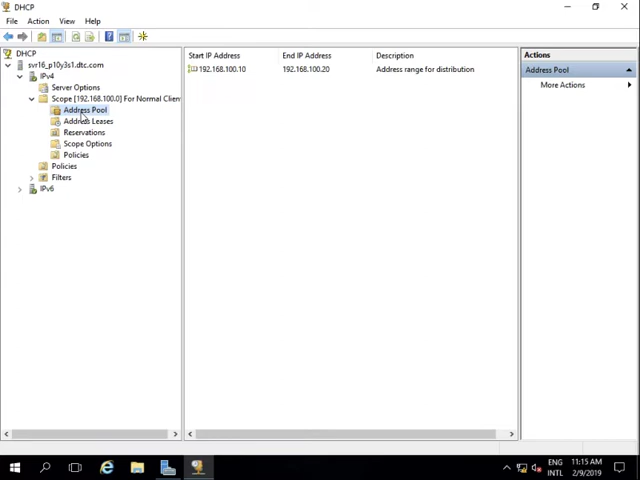 DHCP
File Action View Help
DHCP
svr16_p10y3s1.dtc.com
IPv4
Server Options
Scope [192.168.100.0] For Normal Client
Address Pool
Address Leases
Reservations
Scope Options
Policies
Policies
Filters
IPv6
Start IP Address End IP Address Description
192.168.100.10 192.168.100.20 Address range for distribution
Actions
Address Pool
More Actions
ENG
INTL
11:15 AM
2/9/2019